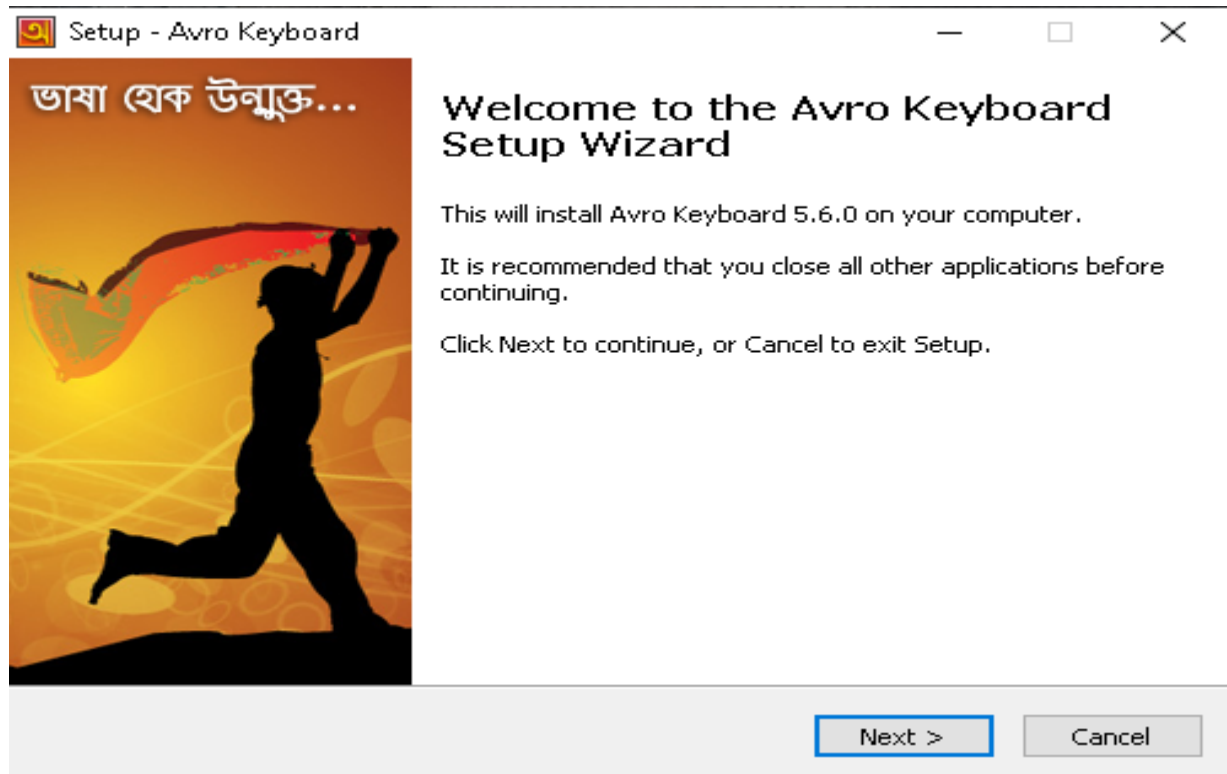 অ Setup - Avro Keyboard
ভাষা হোক উন্মুক্ত...
Welcome to the Avro Keyboard
Setup Wizard
This will install Avro Keyboard 5.6.0 on your computer.
It is recommended that you close all other applications before
continuing.
Click Next to continue, or Cancel to exit Setup.
Next >
Cancel